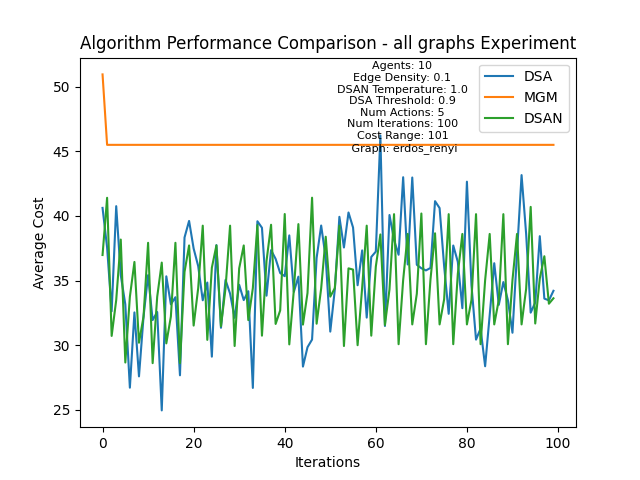 Algorithm Performance Comparison - all graphs Experiment
Agents: 10
Edge Density: 0.1
DSAN Temperature: 1.0
DSA Threshold: 0.9
Num Actions: 5
Num Iterations: 100
Cost Range: 101
Graph: erdos_renyi
DSA
MGM
DSAN
Average Cost
50
45
40
35
30
25
0
20
40
60
80
100
Iterations